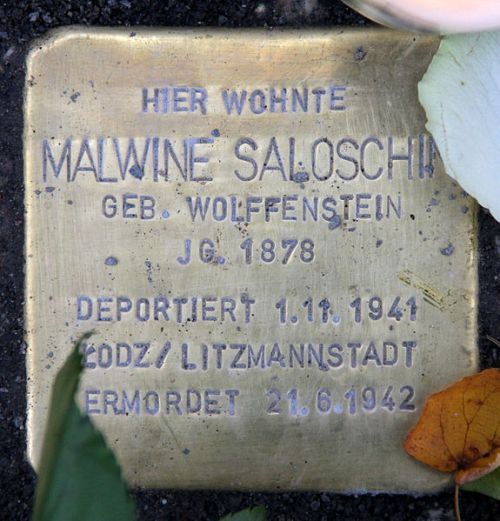 HIER WOHNTE
MALWINE SALOSCHIN
GEB. WOLFFENSTEIN
JG. 1878
DEPORTIERT 1.11.1941
ŁODZ / LITZMANNSTADT
ERMORDET 21.6.1942